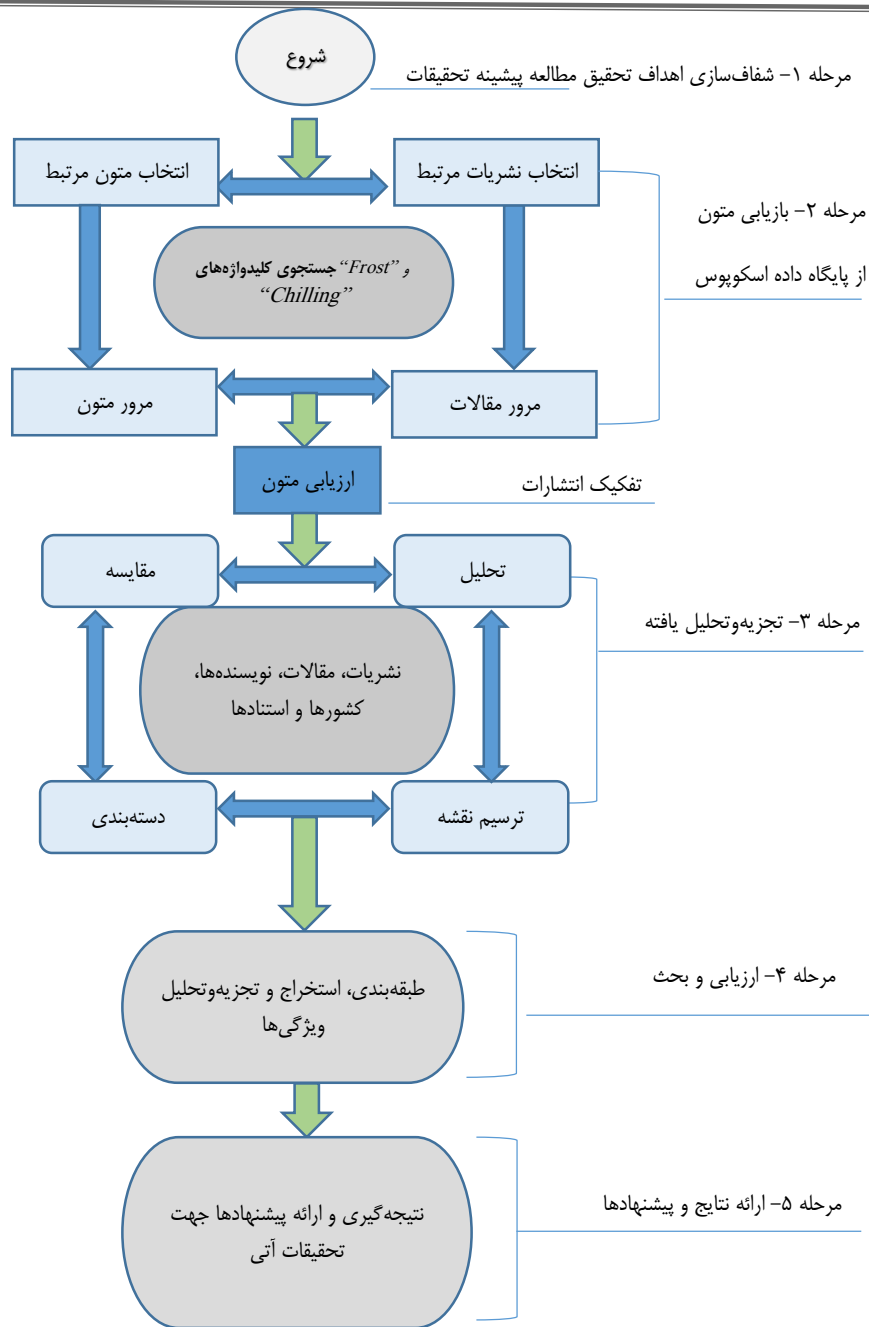 شروع
مرحله ۱- شفاف‌سازی اهداف تحقیق مطالعه پیشینه تحقیقات
انتخاب نشریات مرتبط
انتخاب متون مرتبط
مرحله ۲- بازیابی متون
از پایگاه داده اسکوپوس
جستجوی کلیدواژه‌های “Frost” و
“Chilling”
مرور مقالات
مرور متون
ارزیابی متون
تفکیک انتشارات
تحلیل
مقایسه
مرحله ۳- تجزیه‌وتحلیل یافته
نشریات، مقالات، نویسنده‌ها،
کشورها و استنادها
ترسیم نقشه
دسته‌بندی
مرحله ۴- ارزیابی و بحث
طبقه‌بندی، استخراج و تجزیه‌وتحلیل
ویژگی‌ها
مرحله ۵- ارائه نتایج و پیشنهادها
نتیجه‌گیری و ارائه پیشنهادها جهت
تحقیقات آتی